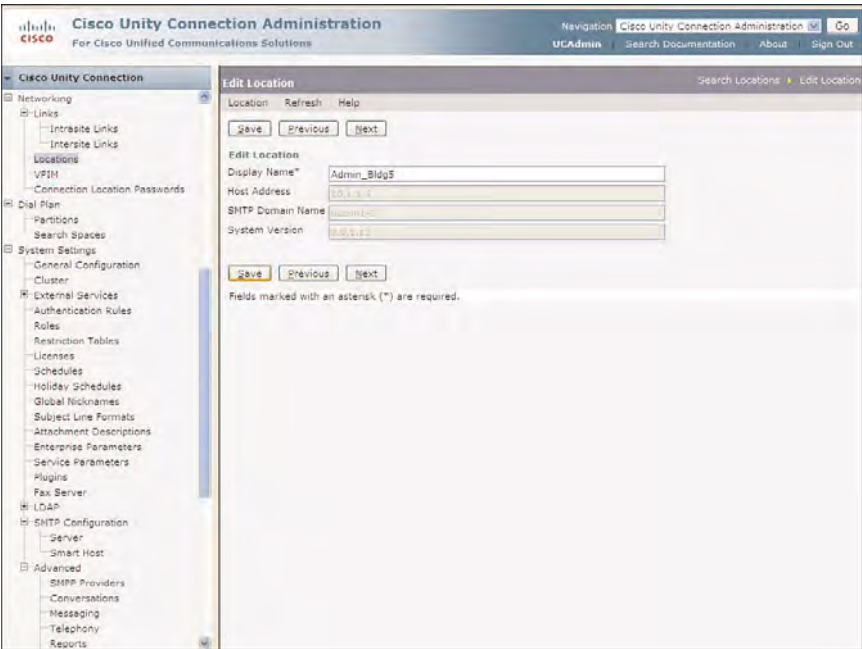 cisco
Cisco Unity Connection Administration
For Cisco Unified Communications Solutions
Navigation Cisco Unity Connection Administration Go
UCAdmin Search Documentation About Sign Out
Cisco Unity Connection
Networking
Links
Intrasite Links
Intersite Links
Locations
VPIM
Connection Location Passwords
Dial Plan
Partitions
Search Spaces
System Settings
General Configuration
Cluster
External Services
Authentication Rules
Roles
Restriction Tables
Licenses
Schedules
Holiday Schedules
Global Nicknames
Subject Line Formats
Attachment Descriptions
Enterprise Parameters
Service Parameters
Plugins
Fax Server
LDAP
SMTP Configuration
Server
Smart Host
Advanced
SMPP Providers
Conversations
Messaging
Telephony
Reports
Edit Location
Search Locations Edit Location
Location Refresh Help
Save Previous Next
Edit Location
Display Name* Admin_Bldg5
Host Address
SMTP Domain Name
System Version
Save Previous Next
Fields marked with an asterisk (*) are required.